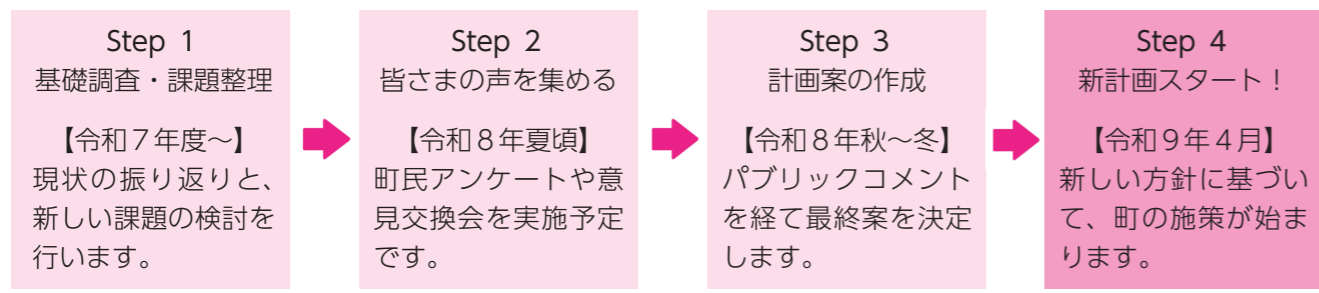 Step 1
基礎調査・課題整理
【令和７年度～】
現状の振り返りと、
新しい課題の検討を
行います。
Step 2
皆さまの声を集める
【令和８年夏頃】
町民アンケートや意
見交換会を実施予定
です。
Step 3
計画案の作成
【令和８年秋～冬】
パブリックコメント
を経て最終案を決定
します。
Step 4
新計画スタート！
【令和９年４月】
新しい方針に基づい
て、町の施策が始ま
ります。